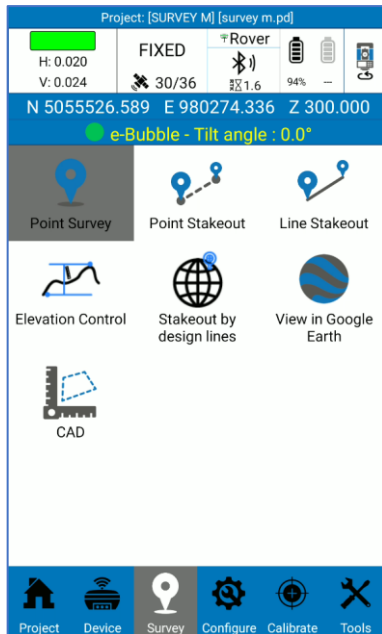 Project: [SURVEY M] [survey m.pd]
H: 0.020
V: 0.024
FIXED
30/36
Rover
1.6
94%
--
N 5055526.589 E 980274.336 Z 300.000
e-Bubble - Tilt angle : 0.0°
Point Survey
Point Stakeout
Line Stakeout
Elevation Control
Stakeout by
design lines
View in Google
Earth
CAD
Project
Device
Survey
Configure
Calibrate
Tools